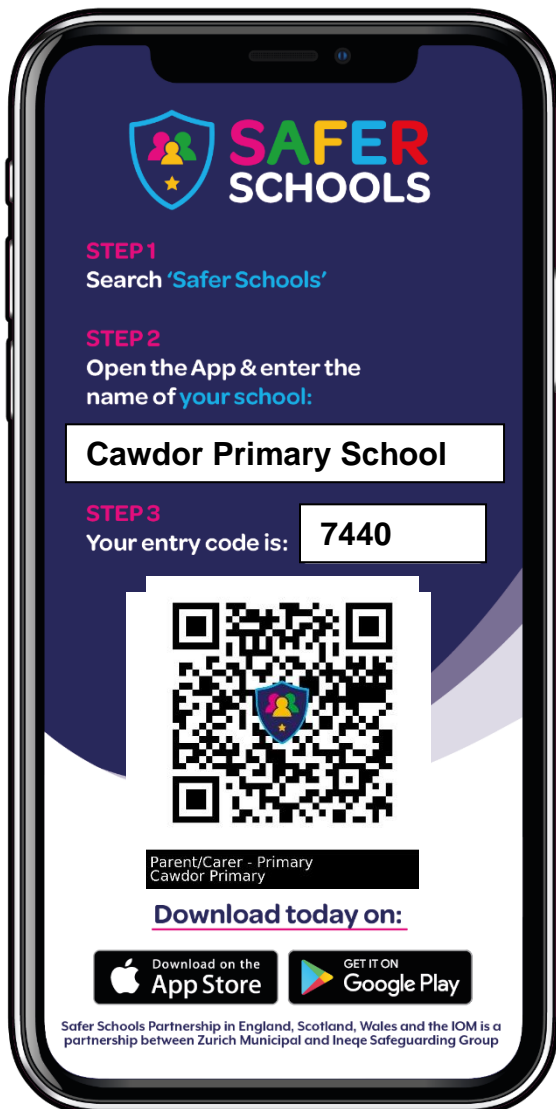 SAFER
SCHOOLS
STEP 1
Search 'Safer Schools'
STEP 2
Open the App & enter the
name of your school:
Cawdor Primary School
STEP 3
Your entry code is: 7440
Parent/Carer - Primary
Cawdor Primary
Download today on:
Download on the
App Store
GET IT ON
Google Play
Safer Schools Partnership in England, Scotland, Wales and the IOM is a
partnership between Zurich Municipal and Ineqe Safeguarding Group